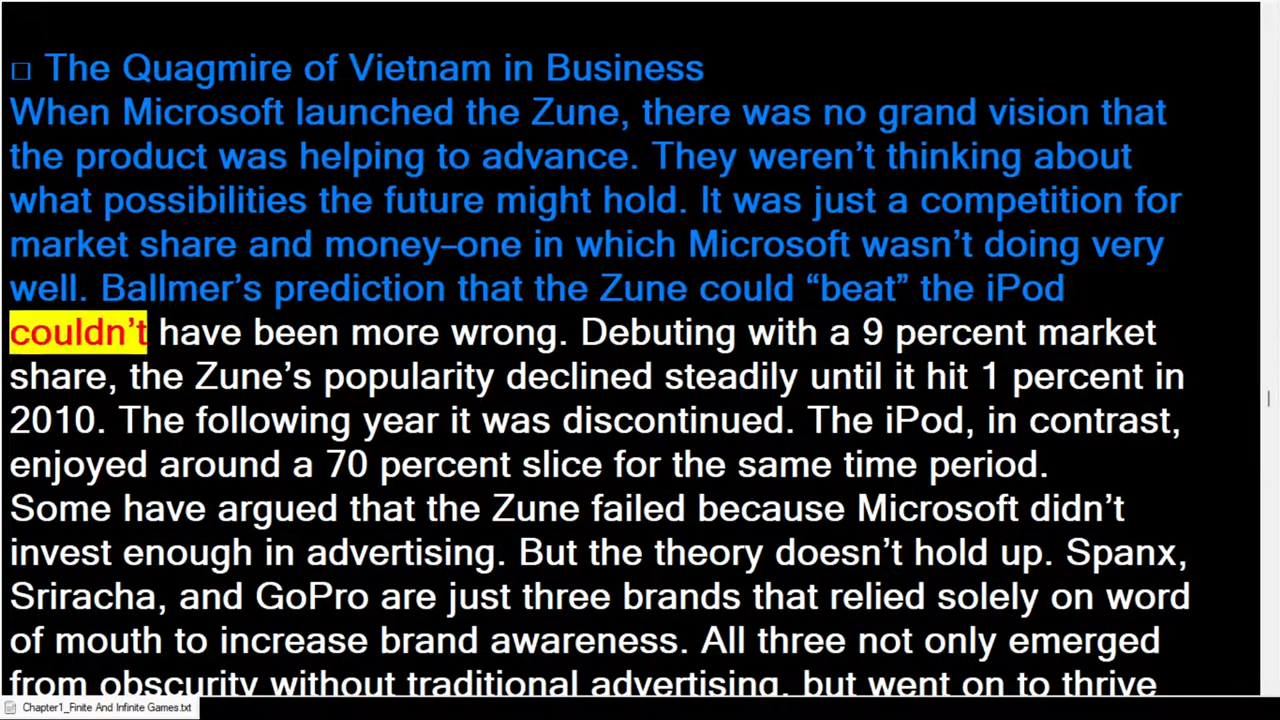 □ The Quagmire of Vietnam in Business
When Microsoft launched the Zune, there was no grand vision that
the product was helping to advance. They weren’t thinking about
what possibilities the future might hold. It was just a competition for
market share and money–one in which Microsoft wasn’t doing very
well. Ballmer’s prediction that the Zune could “beat” the iPod
couldn’t have been more wrong. Debuting with a 9 percent market
share, the Zune’s popularity declined steadily until it hit 1 percent in
2010. The following year it was discontinued. The iPod, in contrast,
enjoyed around a 70 percent slice for the same time period.
Some have argued that the Zune failed because Microsoft didn’t
invest enough in advertising. But the theory doesn’t hold up. Spanx,
Sriracha, and GoPro are just three brands that relied solely on word
of mouth to increase brand awareness. All three not only emerged
from obscurity without traditional advertising, but went on to thrive
Chapter1_Finite And Infinite Games.txt